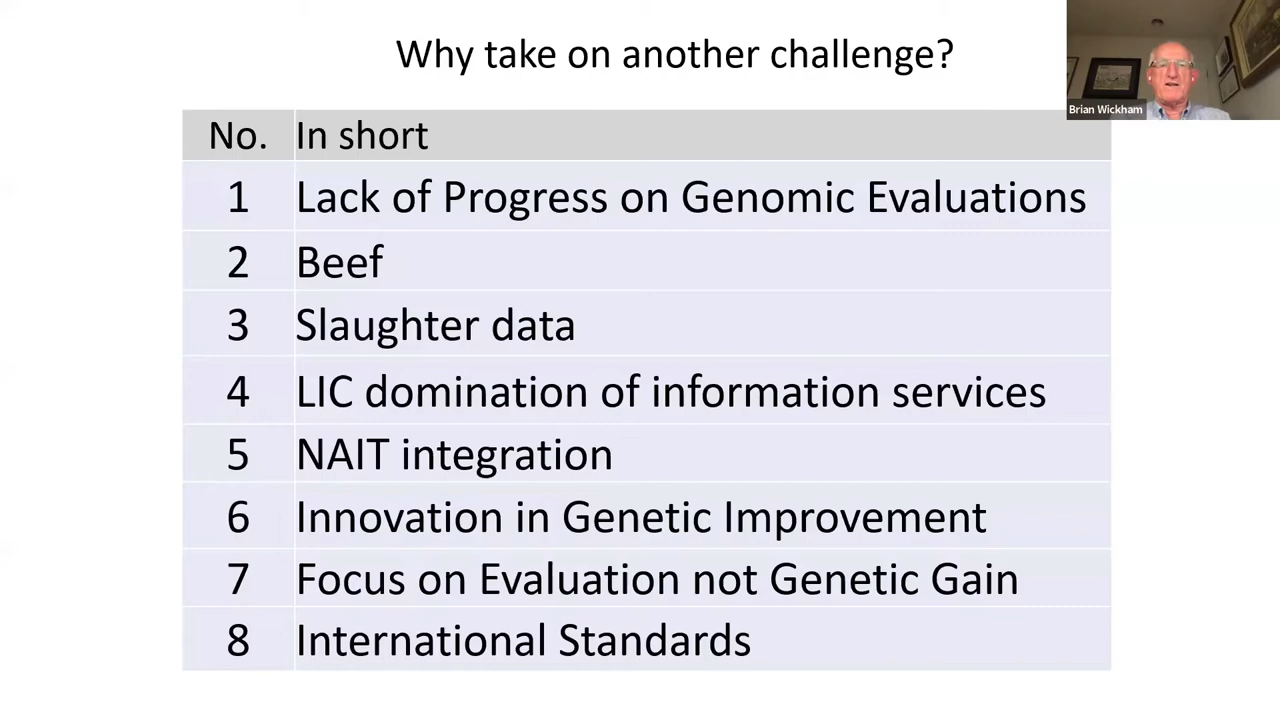 Why take on another challenge?
Brian Wickham
No. In short
1 Lack of Progress on Genomic Evaluations
2 Beef
3 Slaughter data
4 LIC domination of information services
5 NAIT integration
6 Innovation in Genetic Improvement
7 Focus on Evaluation not Genetic Gain
8 International Standards